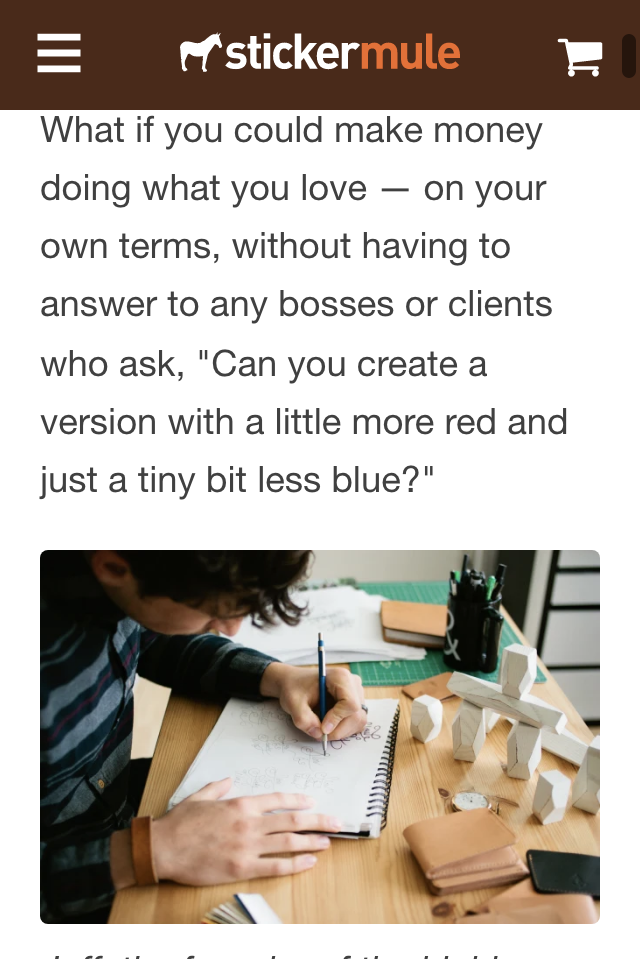 stickermule
What if you could make money
doing what you love — on your
own terms, without having to
answer to any bosses or clients
who ask, "Can you create a
version with a little more red and
just a tiny bit less blue?"